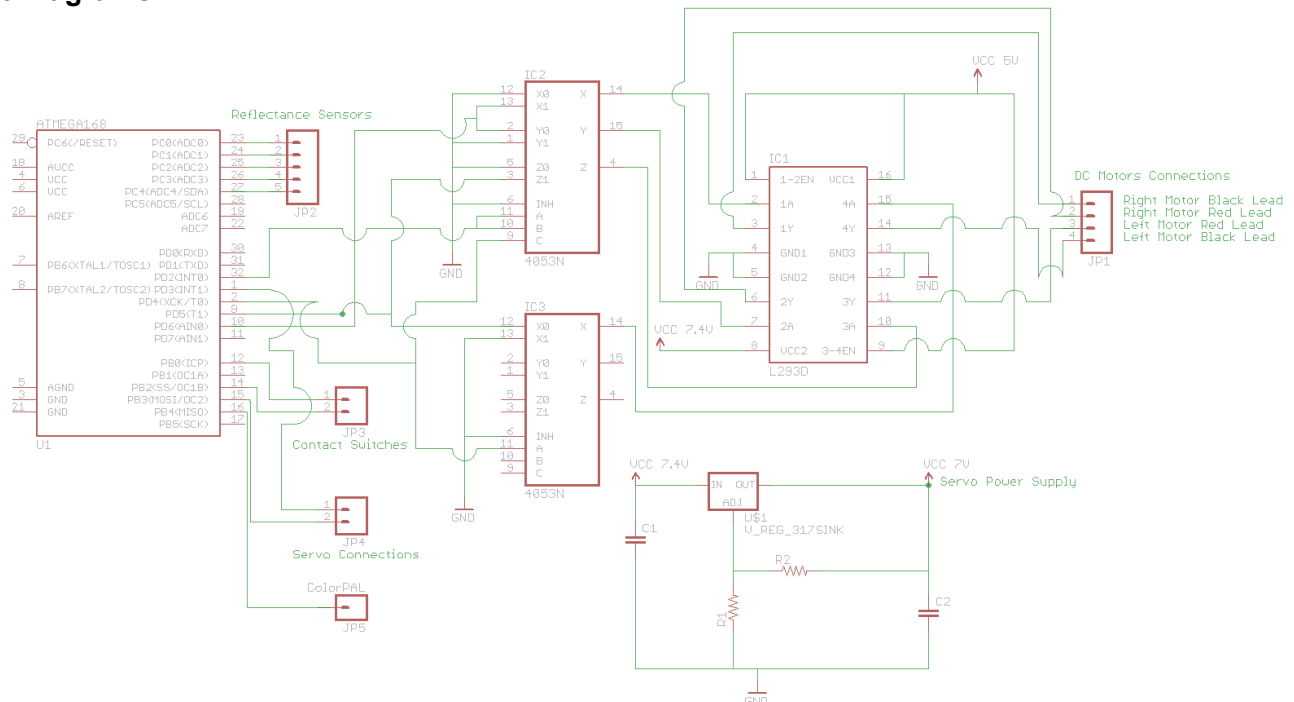 ATMEGA168
29 PC6(/RESET) PC0(ADC0) 23
PC1(ADC1) 24
18 AVCC PC2(ADC2) 25
4 VCC PC3(ADC3) 26
6 VCC PC4(ADC4/SDA) 27
PC5(ADC5/SCL) 28
20 AREF ADC6 19
ADC7 22
PD0(RXD) 30
7 PB6(XTAL1/TOSC1) PD1(TXD) 31
PD2(INT0) 32
8 PB7(XTAL2/TOSC2) PD3(INT1) 1
PD4(XCK/T0) 2
PD5(T1) 9
PD6(AIN0) 10
PD7(AIN1) 11
PB0(ICP) 12
PB1(OC1A) 13
5 AGND PB2(SS/OC1B) 14
3 GND PB3(MOSI/OC2) 15
21 GND PB4(MISO) 16
PB5(SCK) 17
U1
Reflectance Sensors
1
2
3
4
5
JP2
1
2
JP3
Contact Switches
1
2
JP4
Servo Connections
ColorPAL
JP5
IC2
12 X0 X 14
13 X1
2 Y0 Y 15
1 Y1
5 Z0 Z 4
3 Z1
6 INH
11 A
10 B
9 C
4053N
GND
IC3
12 X0 X 14
13 X1
2 Y0 Y 15
1 Y1
5 Z0 Z 4
3 Z1
6 INH
11 A
10 B
9 C
4053N
GND
VCC 5V
IC1
1 1-2EN VCC1 16
2 1A 4A 15
3 1Y 4Y 14
4 GND1 GND3 13
5 GND2 GND4 12
6 2Y 3Y 11
7 2A 3A 10
8 VCC2 3-4EN 9
L293D
GND
GND
VCC 7.4V
DC Motors Connections
1 Right Motor Black Lead
2 Right Motor Red Lead
3 Left Motor Red Lead
4 Left Motor Black Lead
JP1
VCC 7.4V
VCC 7V
Servo Power Supply
IN OUT
ADJ
U$1
V_REG_317SINK
C1
R2
R1
C2
GND